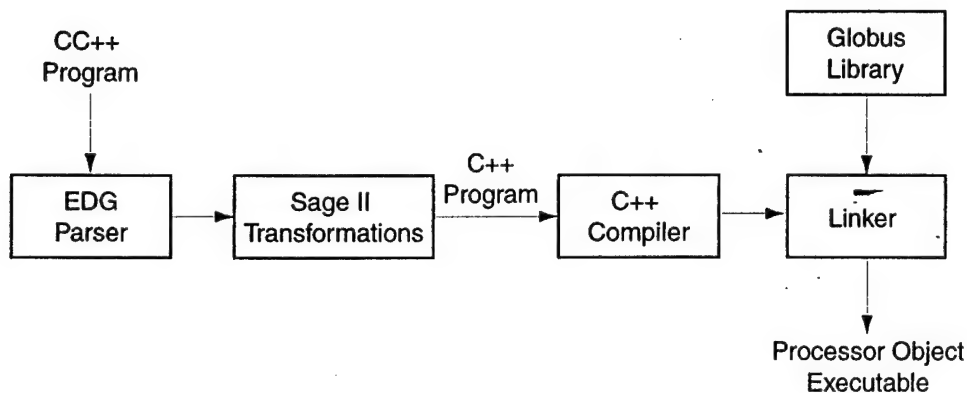 CC++
Program
Globus
Library
EDG
Parser
Sage II
Transformations
C++
Program
C++
Compiler
Linker
Processor Object
Executable